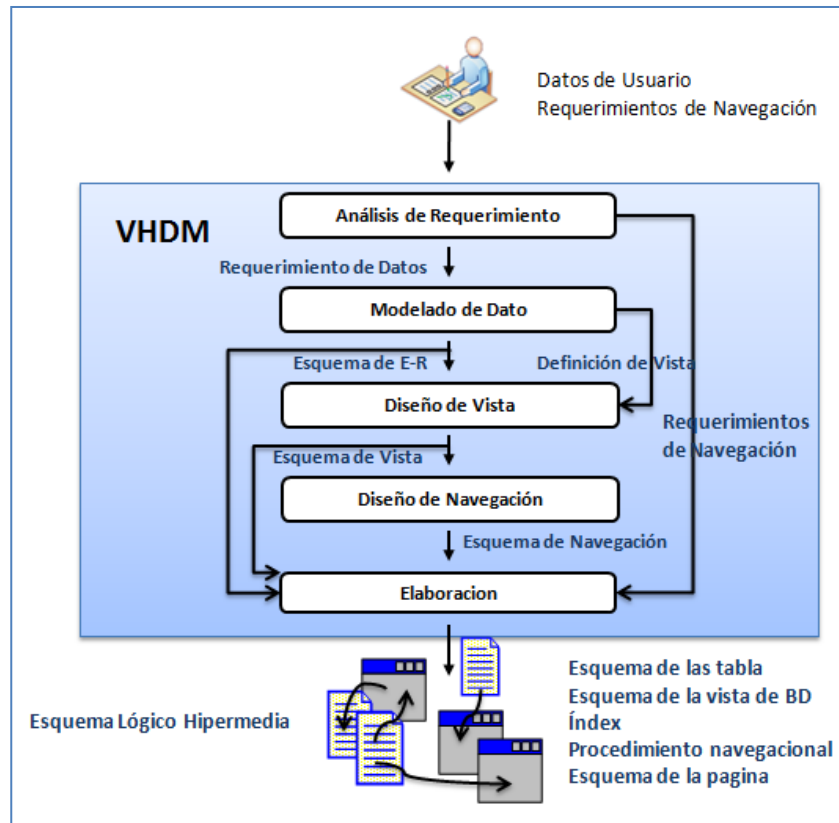 Datos de Usuario
Requerimientos de Navegación
VHDM
Análisis de Requerimiento
Requerimiento de Datos
Modelado de Dato
Esquema de E-R
Definición de Vista
Diseño de Vista
Requerimientos
de Navegación
Esquema de Vista
Diseño de Navegación
Esquema de Navegación
Elaboracion
Esquema Lógico Hipermedia
Esquema de las tabla
Esquema de la vista de BD
Índex
Procedimiento navegacional
Esquema de la pagina